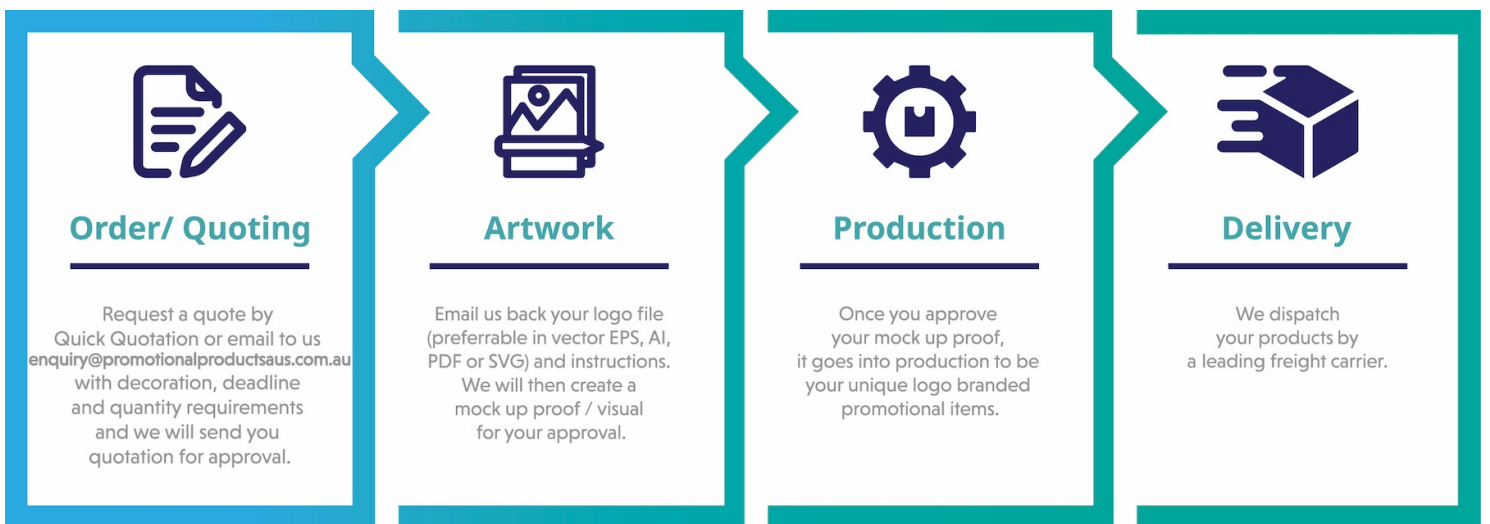 Order/ Quoting
Request a quote by
Quick Quotation or email to us
enquiry@promotionalproductsaus.com.au
with decoration, deadline
and quantity requirements
and we will send you
quotation for approval.
Artwork
Email us back your logo file
(preferrable in vector EPS, AI,
PDF or SVG) and instructions.
We will then create a
mock up proof / visual
for your approval.
Production
Once you approve
your mock up proof,
it goes into production to be
your unique logo branded
promotional items.
Delivery
We dispatch
your products by
a leading freight carrier.